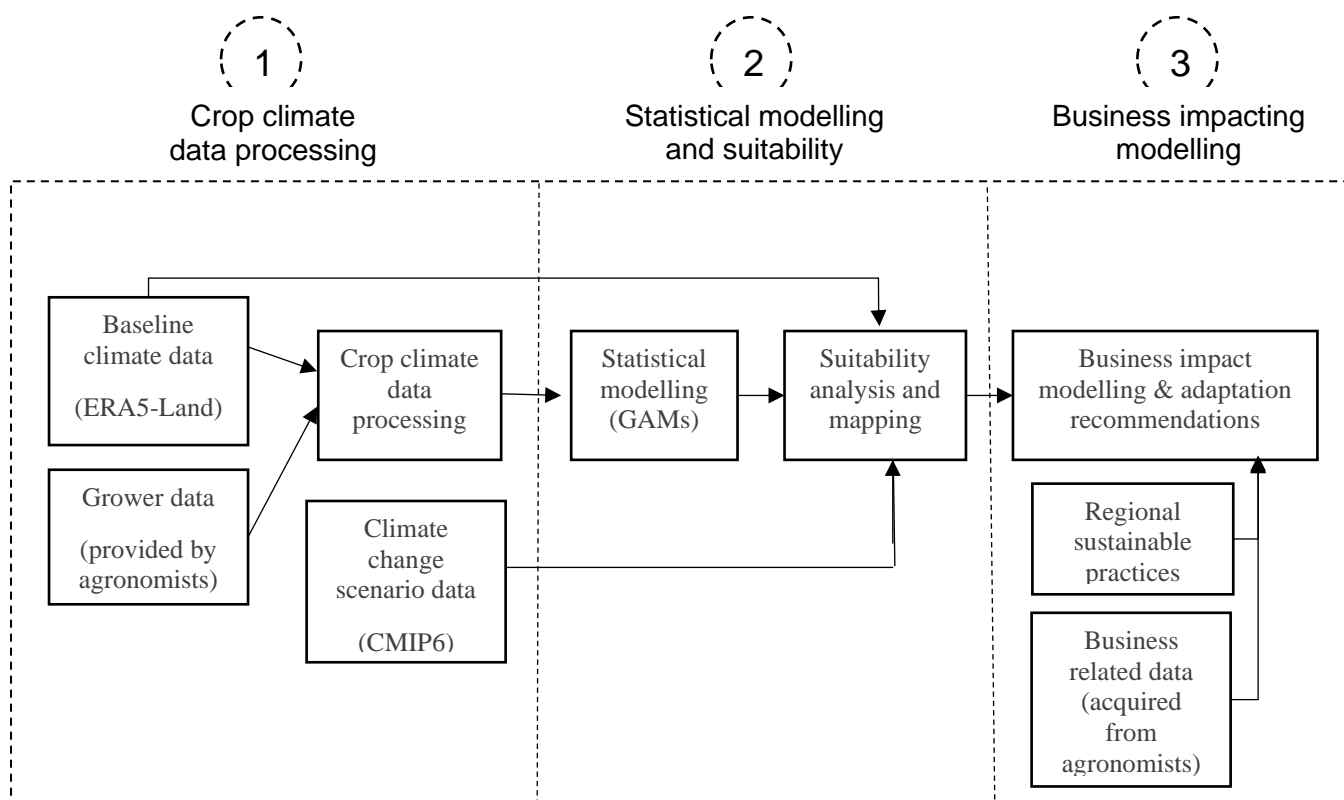 1
Crop climate
data processing
2
Statistical modelling
and suitability
3
Business impacting
modelling
Baseline
climate data
(ERA5-Land)
Grower data
(provided by
agronomists)
Crop climate
data
processing
Climate
change
scenario data
(CMIP6)
Statistical
modelling
(GAMs)
Suitability
analysis and
mapping
Business impact
modelling & adaptation
recommendations
Regional
sustainable
practices
Business
related data
(acquired
from
agronomists)